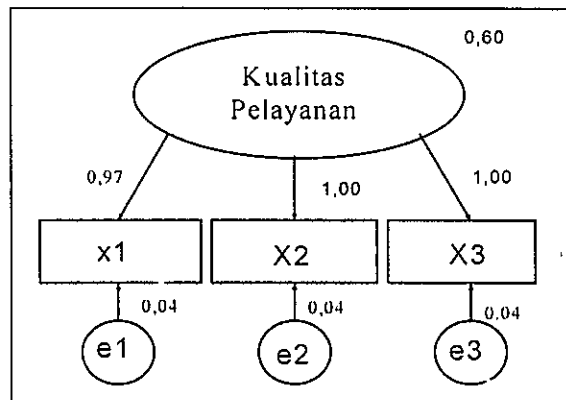 0,60
Kualitas
Pelayanan
0,97
1,00
1,00
x1
X2
X3
0,04
0,04
0,04
e1
e2
e3